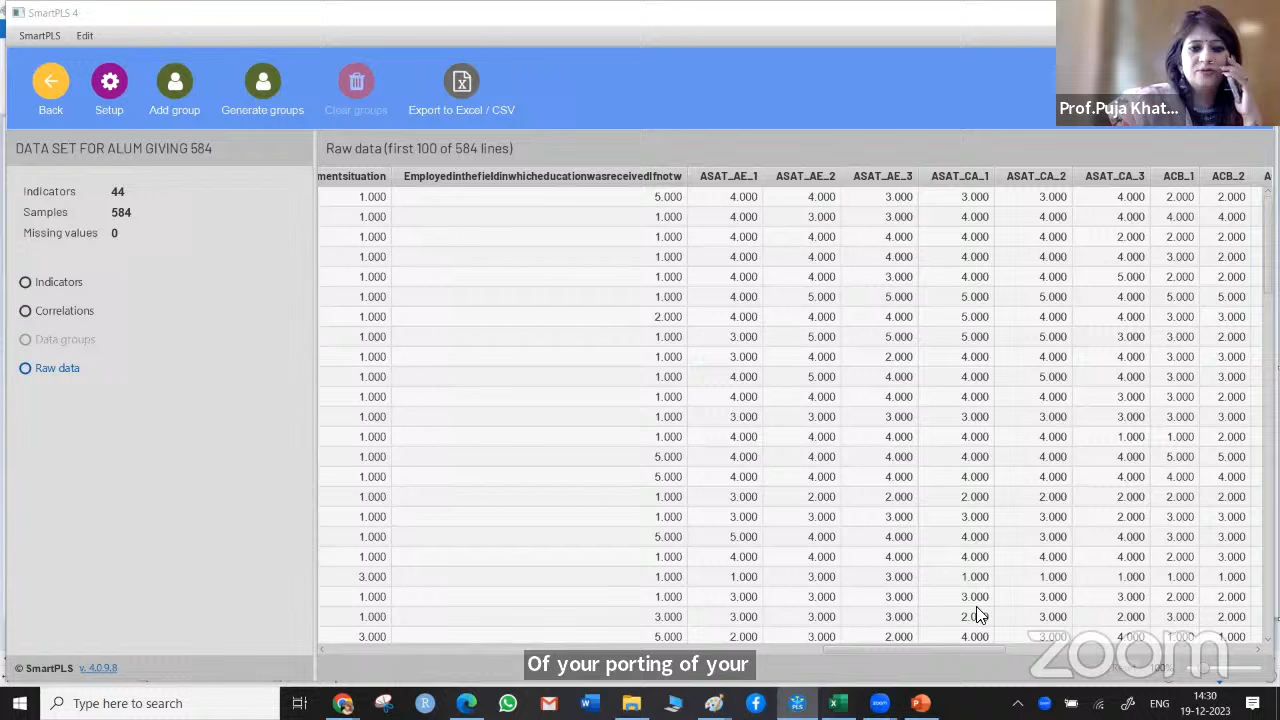 SmartPLS 4
SmartPLS Edit
Back Setup Add group Generate groups Clear groups Export to Excel / CSV
Prof.Puja Khat...
DATA SET FOR ALUM GIVING 584
Indicators 44
Samples 584
Missing values 0
Indicators
Correlations
Data groups
Raw data
Raw data (first 100 of 584 lines)
mentsituation EmployedinthefieldinwhicheducationwasreceivedIfnotw ASAT_AE_1 ASAT_AE_2 ASAT_AE_3 ASAT_CA_1 ASAT_CA_2 ASAT_CA_3 ACB_1 ACB_2 A
1.000 5.000 4.000 4.000 3.000 3.000 3.000 4.000 2.000 2.000
1.000 1.000 4.000 3.000 3.000 4.000 4.000 4.000 4.000 4.000
1.000 1.000 4.000 4.000 4.000 4.000 4.000 2.000 2.000 2.000
1.000 1.000 4.000 4.000 4.000 4.000 4.000 4.000 3.000 2.000
1.000 1.000 4.000 4.000 3.000 4.000 4.000 5.000 2.000 2.000
1.000 1.000 4.000 5.000 5.000 5.000 5.000 4.000 5.000 5.000
1.000 2.000 4.000 4.000 4.000 5.000 4.000 4.000 3.000 3.000
1.000 1.000 3.000 5.000 5.000 5.000 5.000 3.000 3.000 2.000
1.000 1.000 3.000 4.000 2.000 4.000 4.000 4.000 3.000 3.000
1.000 1.000 4.000 5.000 4.000 4.000 5.000 4.000 3.000 3.000
1.000 1.000 4.000 4.000 4.000 4.000 4.000 3.000 3.000 2.000
1.000 1.000 3.000 3.000 3.000 3.000 3.000 3.000 3.000 3.000
1.000 1.000 4.000 4.000 4.000 4.000 4.000 1.000 1.000 2.000
1.000 5.000 4.000 4.000 4.000 4.000 4.000 4.000 5.000 5.000
1.000 5.000 4.000 4.000 4.000 4.000 4.000 4.000 4.000 4.000
1.000 1.000 3.000 2.000 2.000 2.000 2.000 2.000 2.000 2.000
1.000 1.000 3.000 3.000 3.000 3.000 3.000 2.000 3.000 3.000
1.000 5.000 5.000 4.000 4.000 4.000 3.000 4.000 3.000 3.000
1.000 1.000 4.000 4.000 4.000 4.000 4.000 4.000 2.000 3.000
3.000 1.000 1.000 3.000 3.000 1.000 1.000 1.000 1.000 1.000
1.000 1.000 3.000 3.000 3.000 3.000 3.000 3.000 2.000 2.000
1.000 3.000 3.000 3.000 3.000 2.000 3.000 2.000 3.000 2.000
3.000 5.000 2.000 3.000 2.000 4.000 3.000
© SmartPLS v. 4.0.9.8
Of your porting of your
zoom
100%
Type here to search
ENG
14:30
19-12-2023